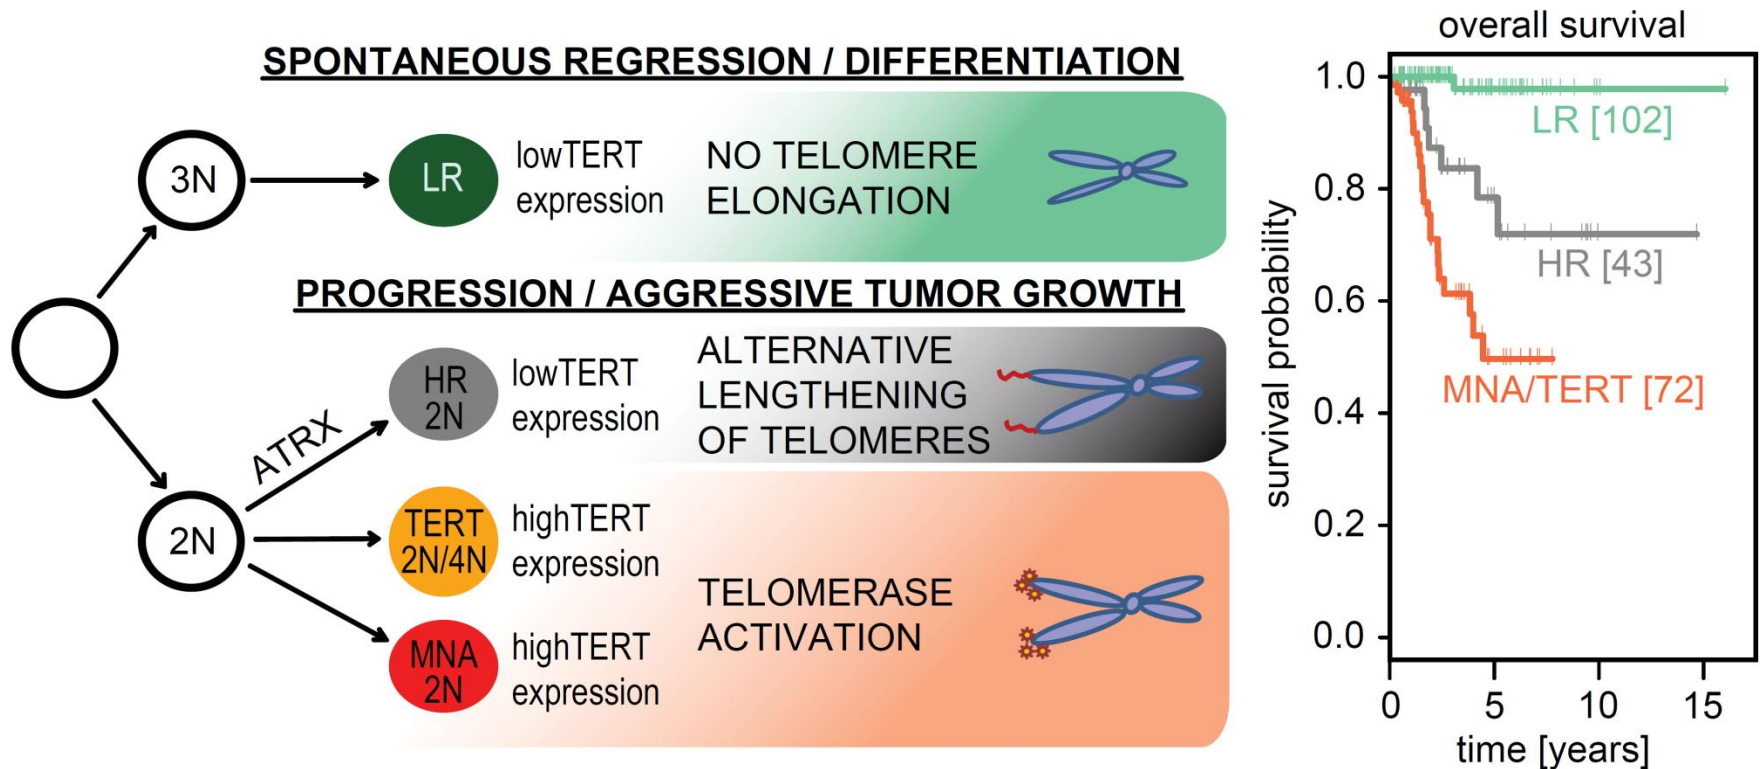 SPONTANEOUS REGRESSION / DIFFERENTIATION
3N
LR
lowTERT
expression
NO TELOMERE
ELONGATION
PROGRESSION / AGGRESSIVE TUMOR GROWTH
2N
ATRX
HR
2N
lowTERT
expression
ALTERNATIVE
LENGTHENING
OF TELOMERES
TERT
2N/4N
highTERT
expression
MNA
2N
highTERT
expression
TELOMERASE
ACTIVATION
overall survival
survival probability
1.0
0.8
0.6
0.4
0.2
0.0
LR [102]
HR [43]
MNA/TERT [72]
0 5 10 15
time [years]